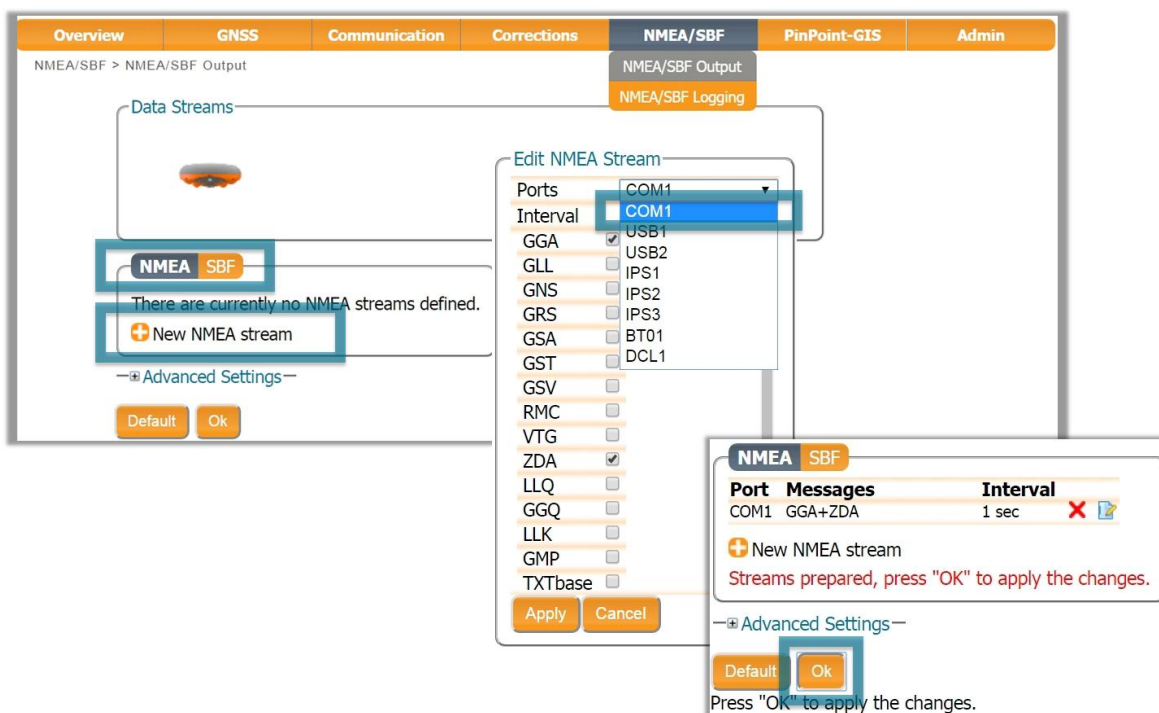 Overview GNSS Communication Corrections NMEA/SBF PinPoint-GIS Admin
NMEA/SBF > NMEA/SBF Output
NMEA/SBF Output
NMEA/SBF Logging
Data Streams
NMEA SBF
There are currently no NMEA streams defined.
New NMEA stream
Advanced Settings
Default Ok
Edit NMEA Stream
Ports COM1
Interval
COM1
USB1
USB2
IPS1
IPS2
IPS3
BT01
DCL1
GGA
GLL
GNS
GRS
GSA
GST
GSV
RMC
VTG
ZDA
LLQ
GGQ
LLK
GMP
TXTbase
Apply Cancel
NMEA SBF
Port Messages Interval
COM1 GGA+ZDA 1 sec
New NMEA stream
Streams prepared, press "OK" to apply the changes.
Advanced Settings
Default Ok
Press "OK" to apply the changes.